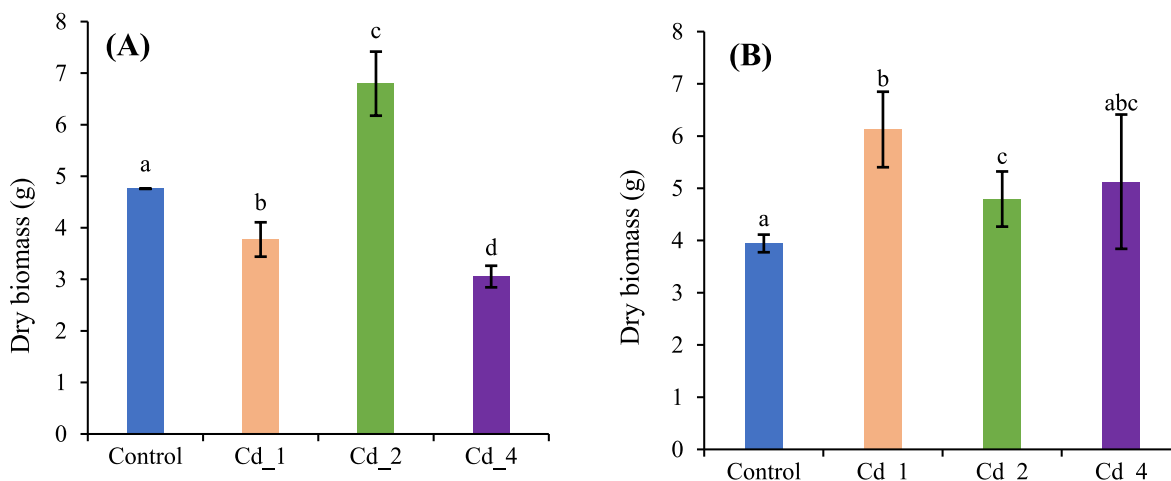 (A)
Dry biomass (g)
8
7
6
5
4
3
2
1
0
a
b
c
d
Control Cd_1 Cd_2 Cd_4
(B)
Dry biomass (g)
8
7
6
5
4
3
2
1
0
a
b
c
abc
Control Cd 1 Cd 2 Cd 4